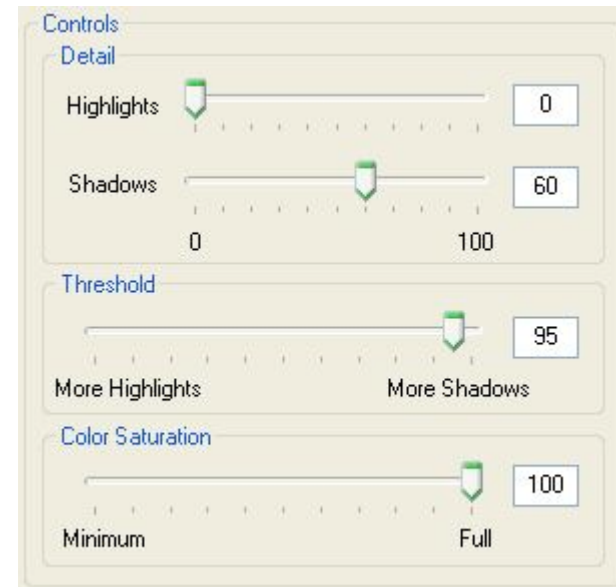 Controls
Detail
Highlights 0
Shadows 60
0 100
Threshold
95
More Highlights More Shadows
Color Saturation
100
Minimum Full